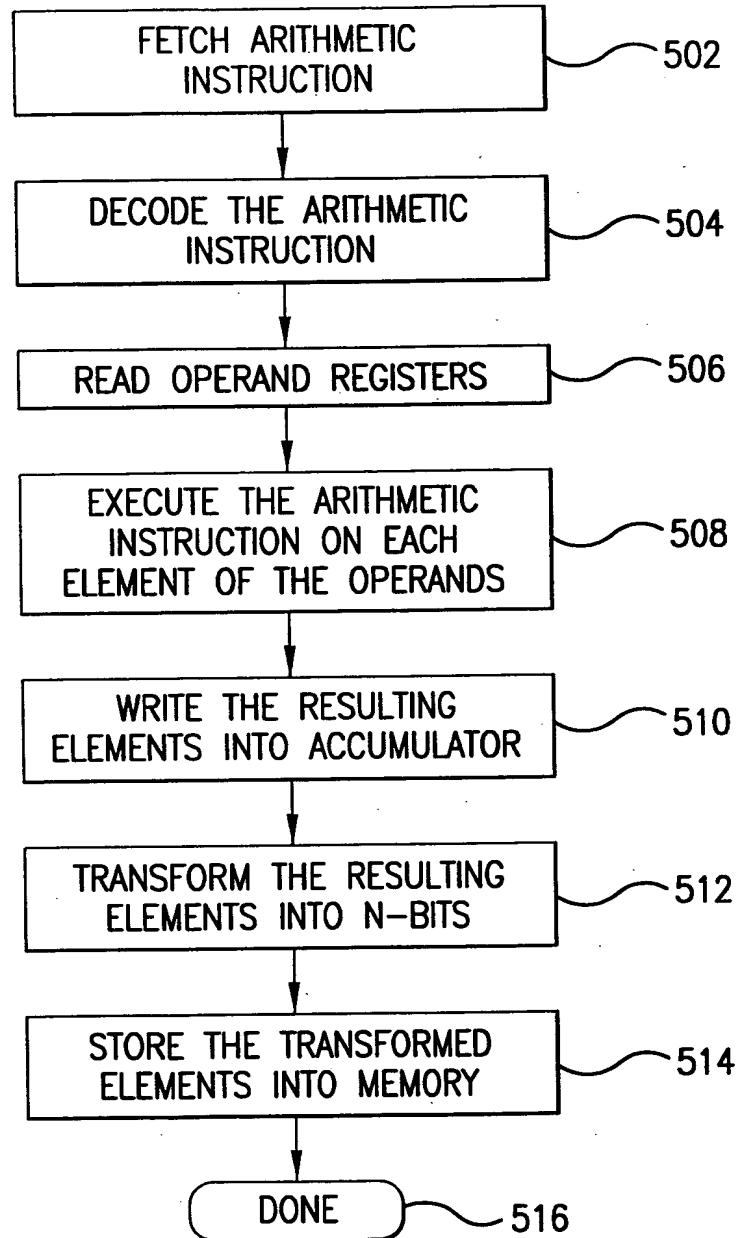 FETCH ARITHMETIC
INSTRUCTION
502
DECODE THE ARITHMETIC
INSTRUCTION
504
READ OPERAND REGISTERS
506
EXECUTE THE ARITHMETIC
INSTRUCTION ON EACH
ELEMENT OF THE OPERANDS
508
WRITE THE RESULTING
ELEMENTS INTO ACCUMULATOR
510
TRANSFORM THE RESULTING
ELEMENTS INTO N-BITS
512
STORE THE TRANSFORMED
ELEMENTS INTO MEMORY
514
DONE
516